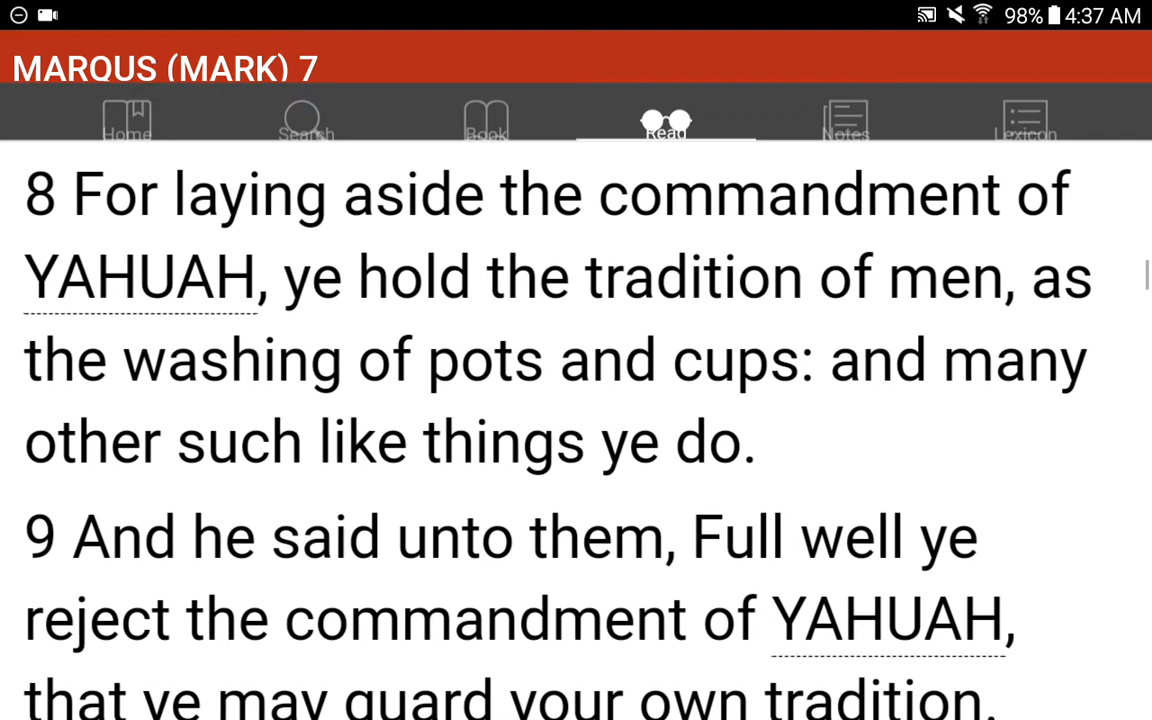 98% 4:37 AM
MARQUS (MARK) 7
Home Search Book Read Notes Lexicon
8 For laying aside the commandment of
YAHUAH, ye hold the tradition of men, as
the washing of pots and cups: and many
other such like things ye do.
9 And he said unto them, Full well ye
reject the commandment of YAHUAH,
that ye may guard your own tradition.